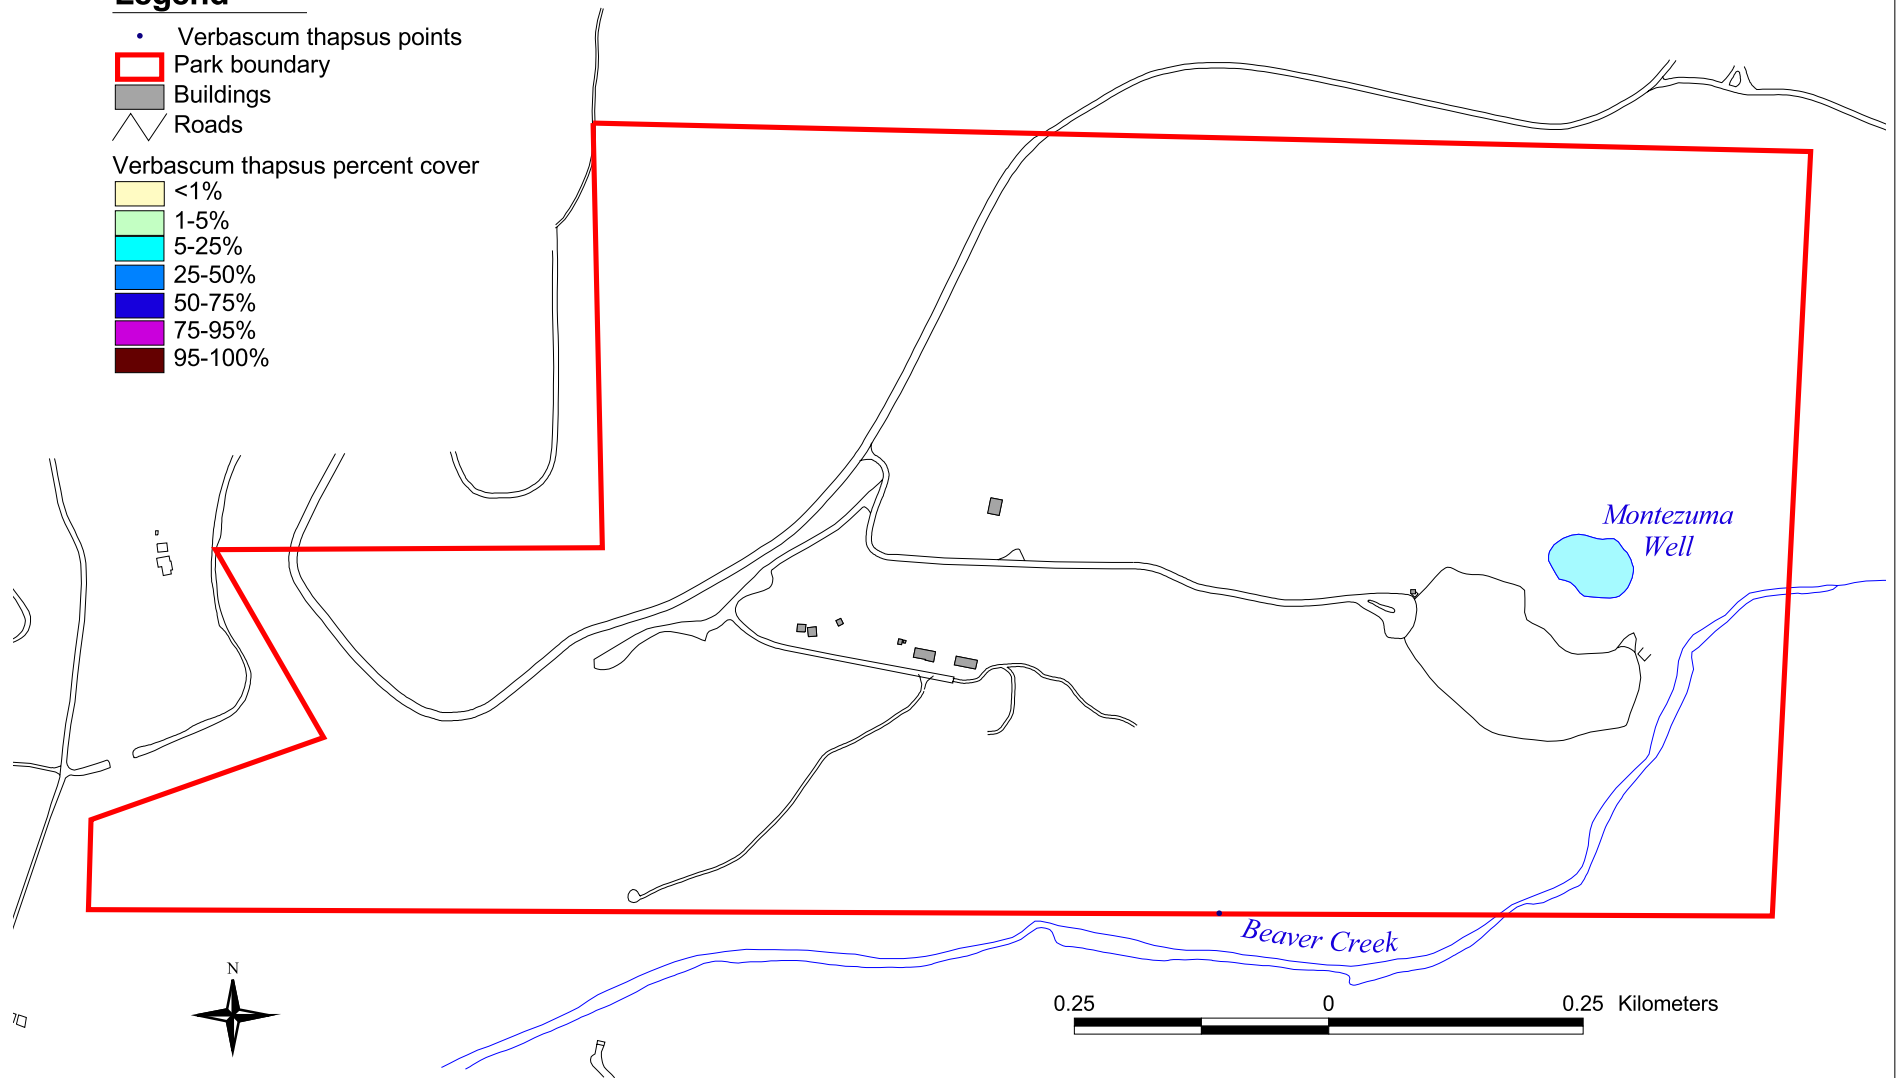 Legend
Verbascum thapsus points
Park boundary
Buildings
Roads
Verbascum thapsus percent cover
<1%
1-5%
5-25%
25-50%
50-75%
75-95%
95-100%
Montezuma
Well
Beaver Creek
N
0.25 0 0.25 Kilometers